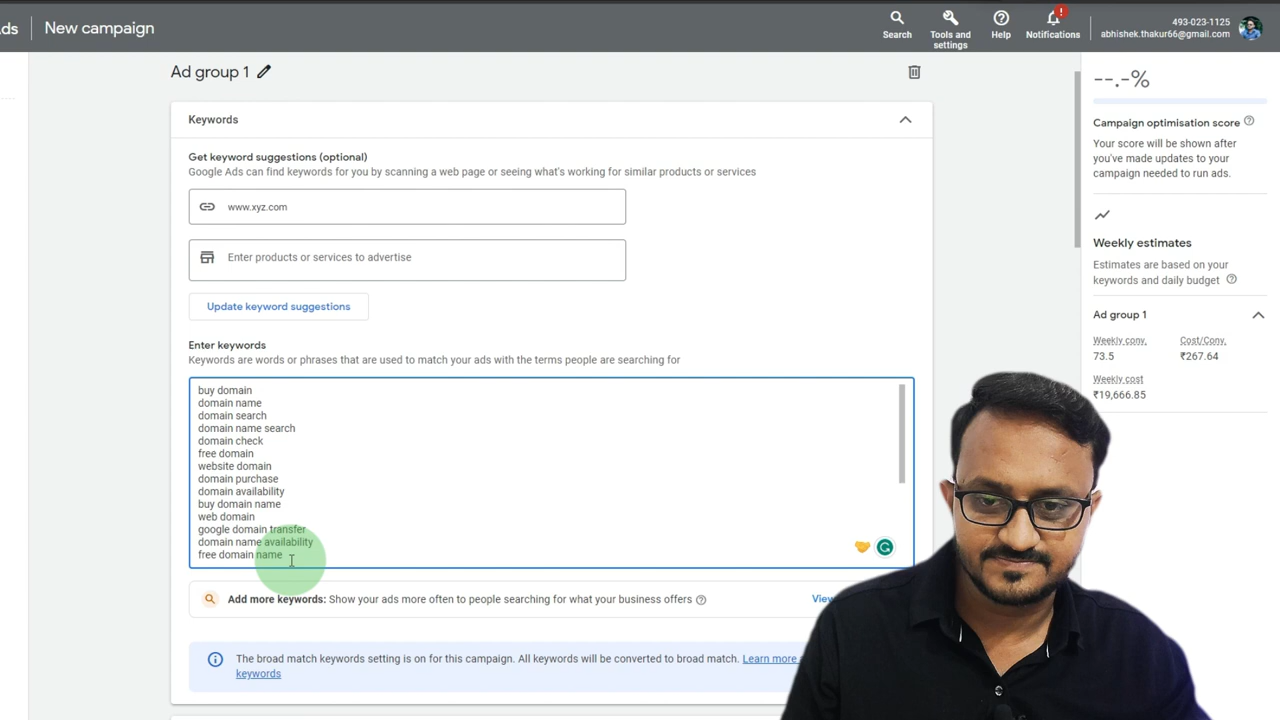 ds New campaign
Search
Tools and settings
Help
!
Notifications
493-023-1125
abhishek.thakur66@gmail.com
Ad group 1
Keywords
Get keyword suggestions (optional)
Google Ads can find keywords for you by scanning a web page or seeing what's working for similar products or services
www.xyz.com
Enter products or services to advertise
Update keyword suggestions
Enter keywords
Keywords are words or phrases that are used to match your ads with the terms people are searching for
buy domain
domain name
domain search
domain name search
domain check
free domain
website domain
domain purchase
domain availability
buy domain name
web domain
google domain transfer
domain name availability
free domain name
Add more keywords: Show your ads more often to people searching for what your business offers
View
The broad match keywords setting is on for this campaign. All keywords will be converted to broad match. Learn more
keywords
--.-%
Campaign optimisation score
Your score will be shown after
you've made updates to your
campaign needed to run ads.
Weekly estimates
Estimates are based on your
keywords and daily budget
Ad group 1
Weekly conv. Cost/Conv.
73.5 ₹267.64
Weekly cost
₹19,666.85